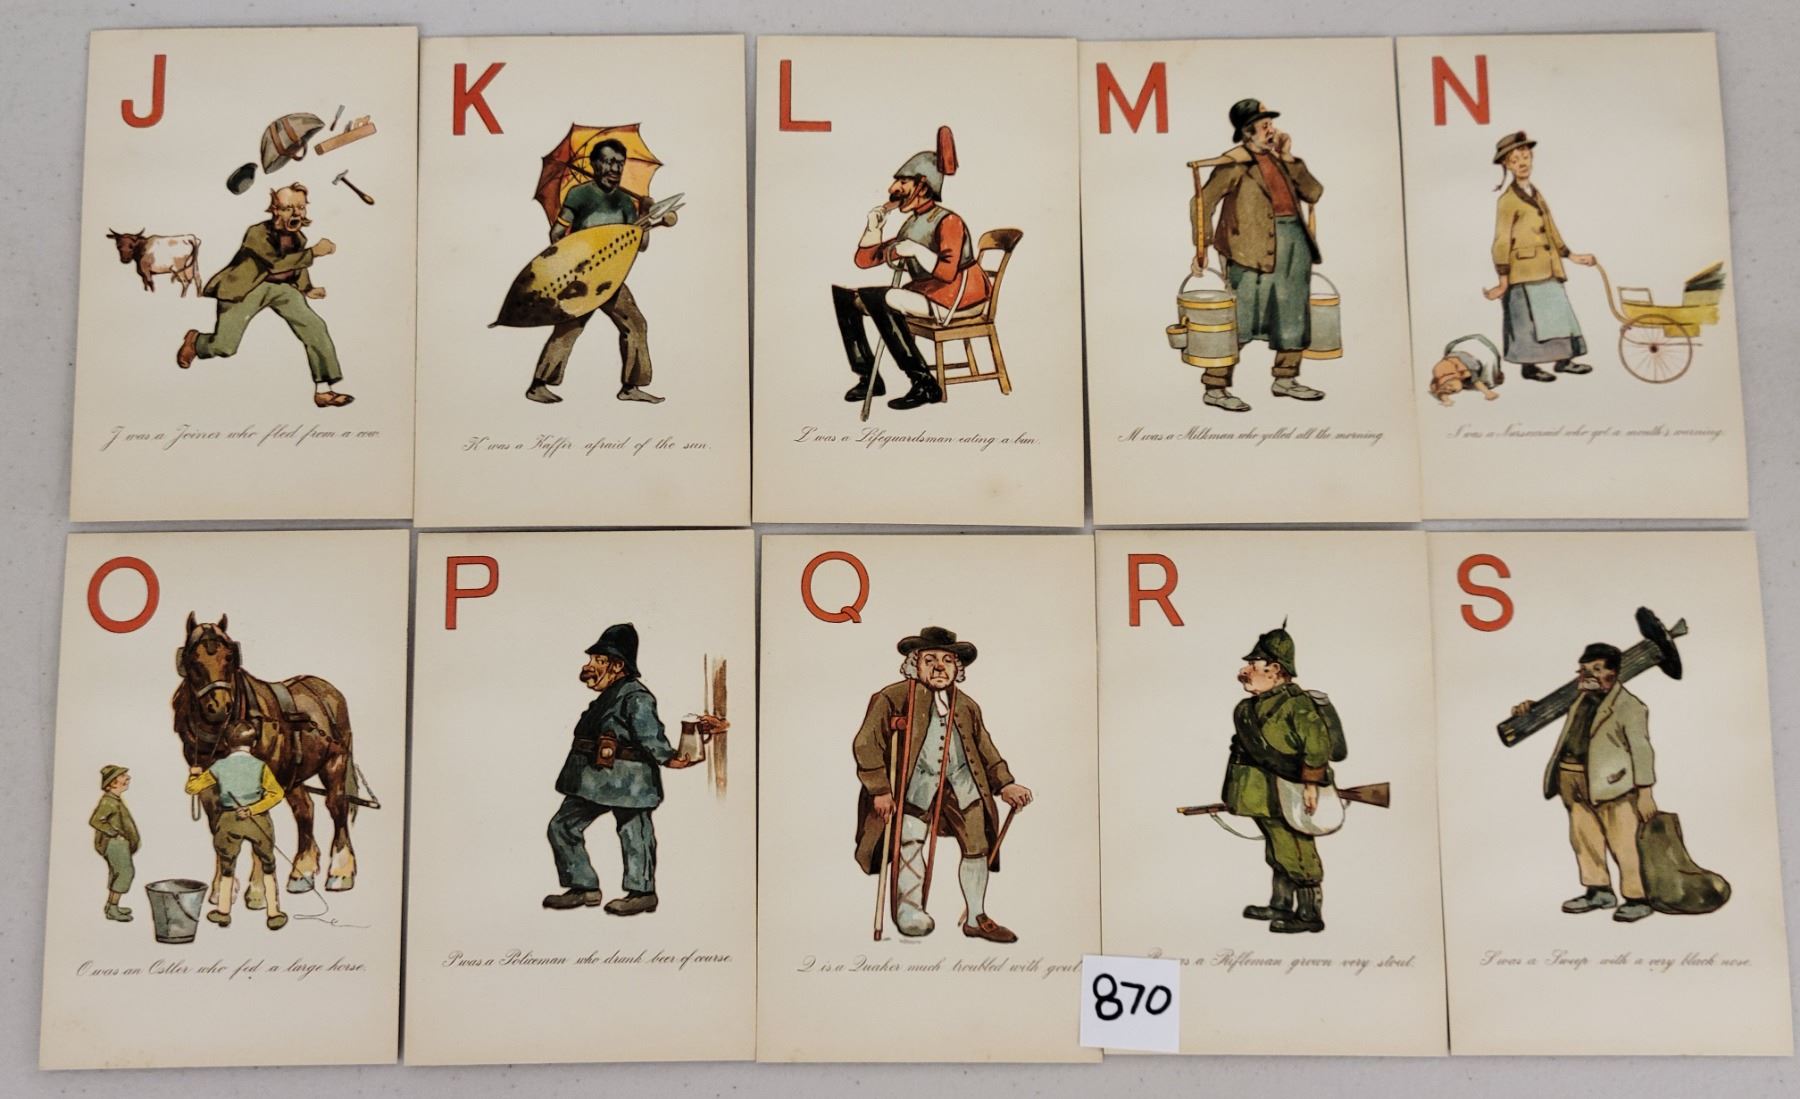 J
J was a Joiner who fled from a cow.
K
K was a Kaffir afraid of the sun.
L
L was a Lifeguardsman eating a bun.
M
M was a Milkman who yelled all the morning
N
N was a Nursemaid who got a month's warning.
O
O was an Ostler who fed a large horse.
P
P was a Policeman who drank beer of course.
Q
Q is a Quaker much troubled with gout
R
was a Rifleman grown very stout.
S
S was a Sweep with a very black nose.
870